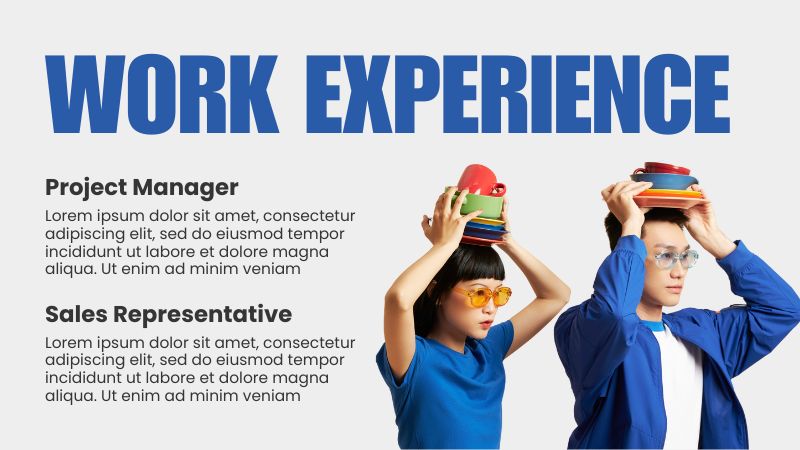 WORK EXPERIENCE
Project Manager
Lorem ipsum dolor sit amet, consectetur
adipiscing elit, sed do eiusmod tempor
incididunt ut labore et dolore magna
aliqua. Ut enim ad minim veniam
Sales Representative
Lorem ipsum dolor sit amet, consectetur
adipiscing elit, sed do eiusmod tempor
incididunt ut labore et dolore magna
aliqua. Ut enim ad minim veniam